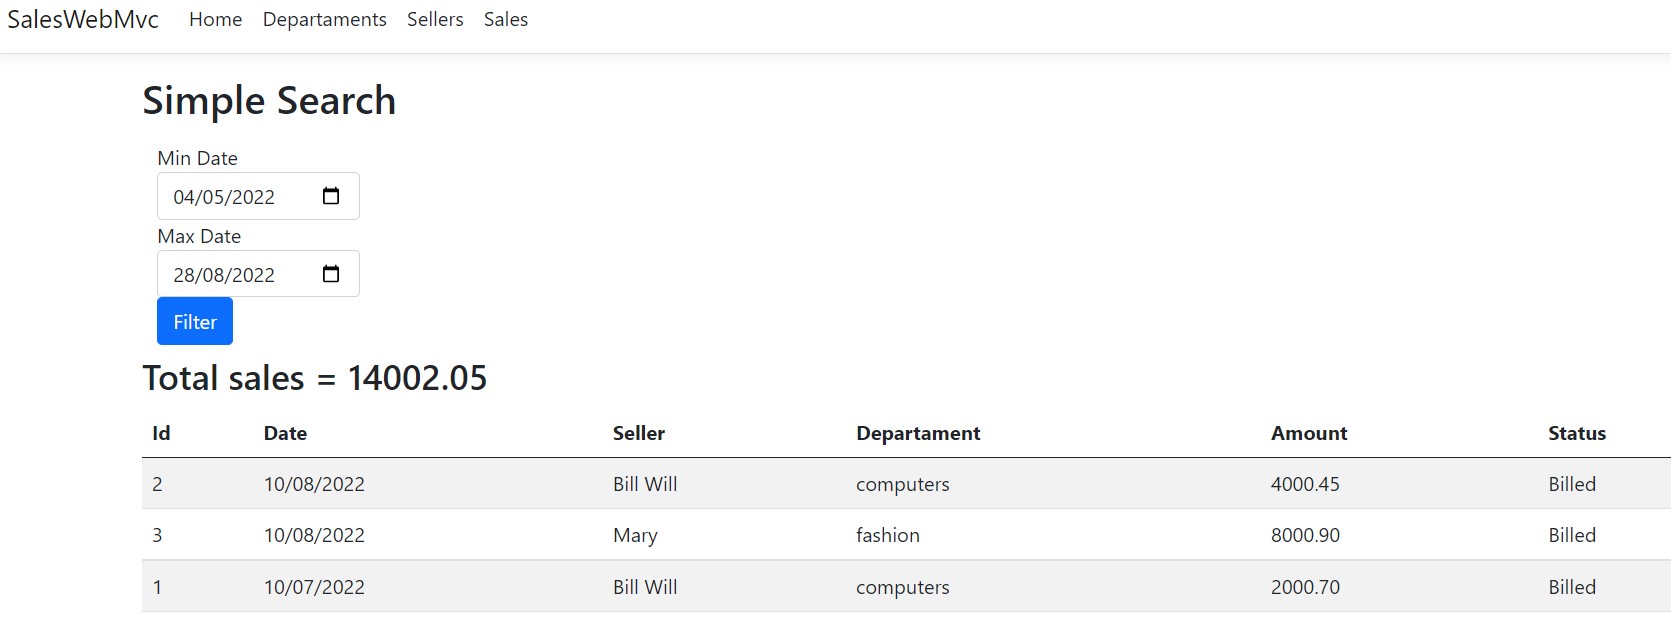 SalesWebMvc Home Departaments Sellers Sales
Simple Search
Min Date
04/05/2022
Max Date
28/08/2022
Filter
Total sales = 14002.05
Id Date Seller Departament Amount Status
2 10/08/2022 Bill Will computers 4000.45 Billed
3 10/08/2022 Mary fashion 8000.90 Billed
1 10/07/2022 Bill Will computers 2000.70 Billed